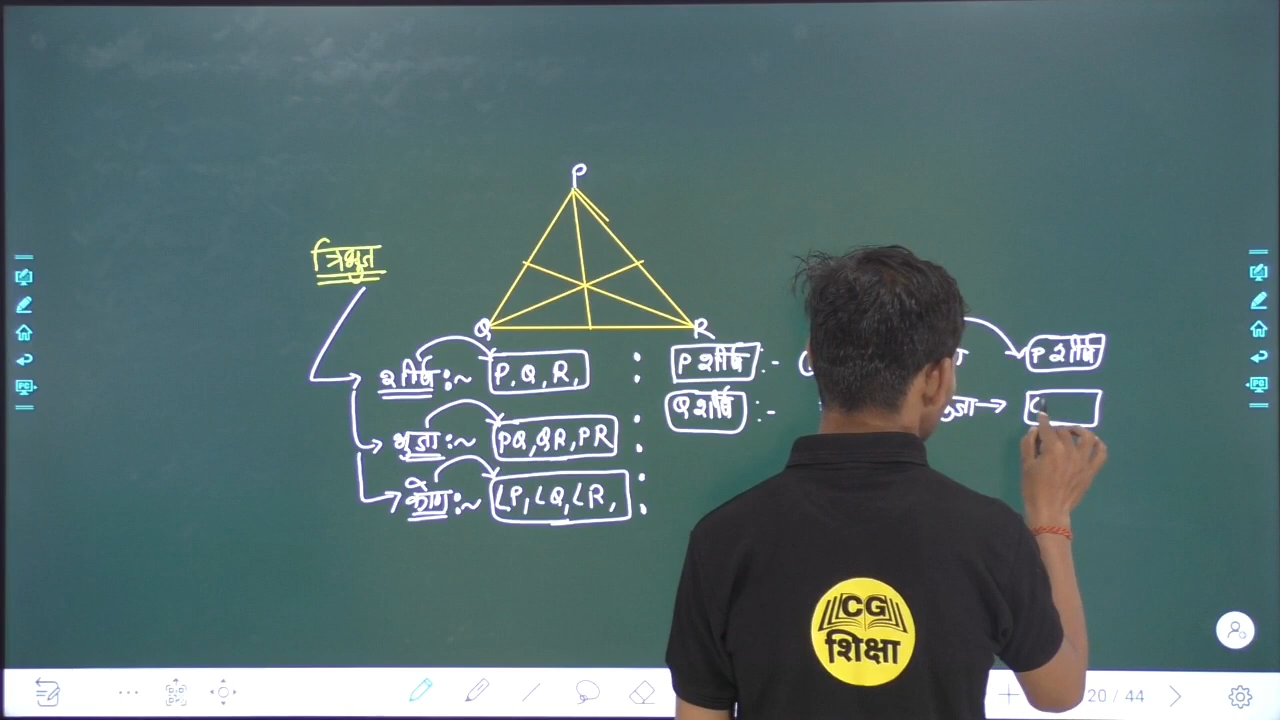 P
त्रिभुज
Q R
शीर्ष :~ P, Q, R, : P शीर्ष :- P शीर्ष
भुजा :~ PQ, QR, PR : Q शीर्ष :- →
कोण :~ ∠P, ∠Q, ∠R, :
CG
शिक्षा
20 / 44